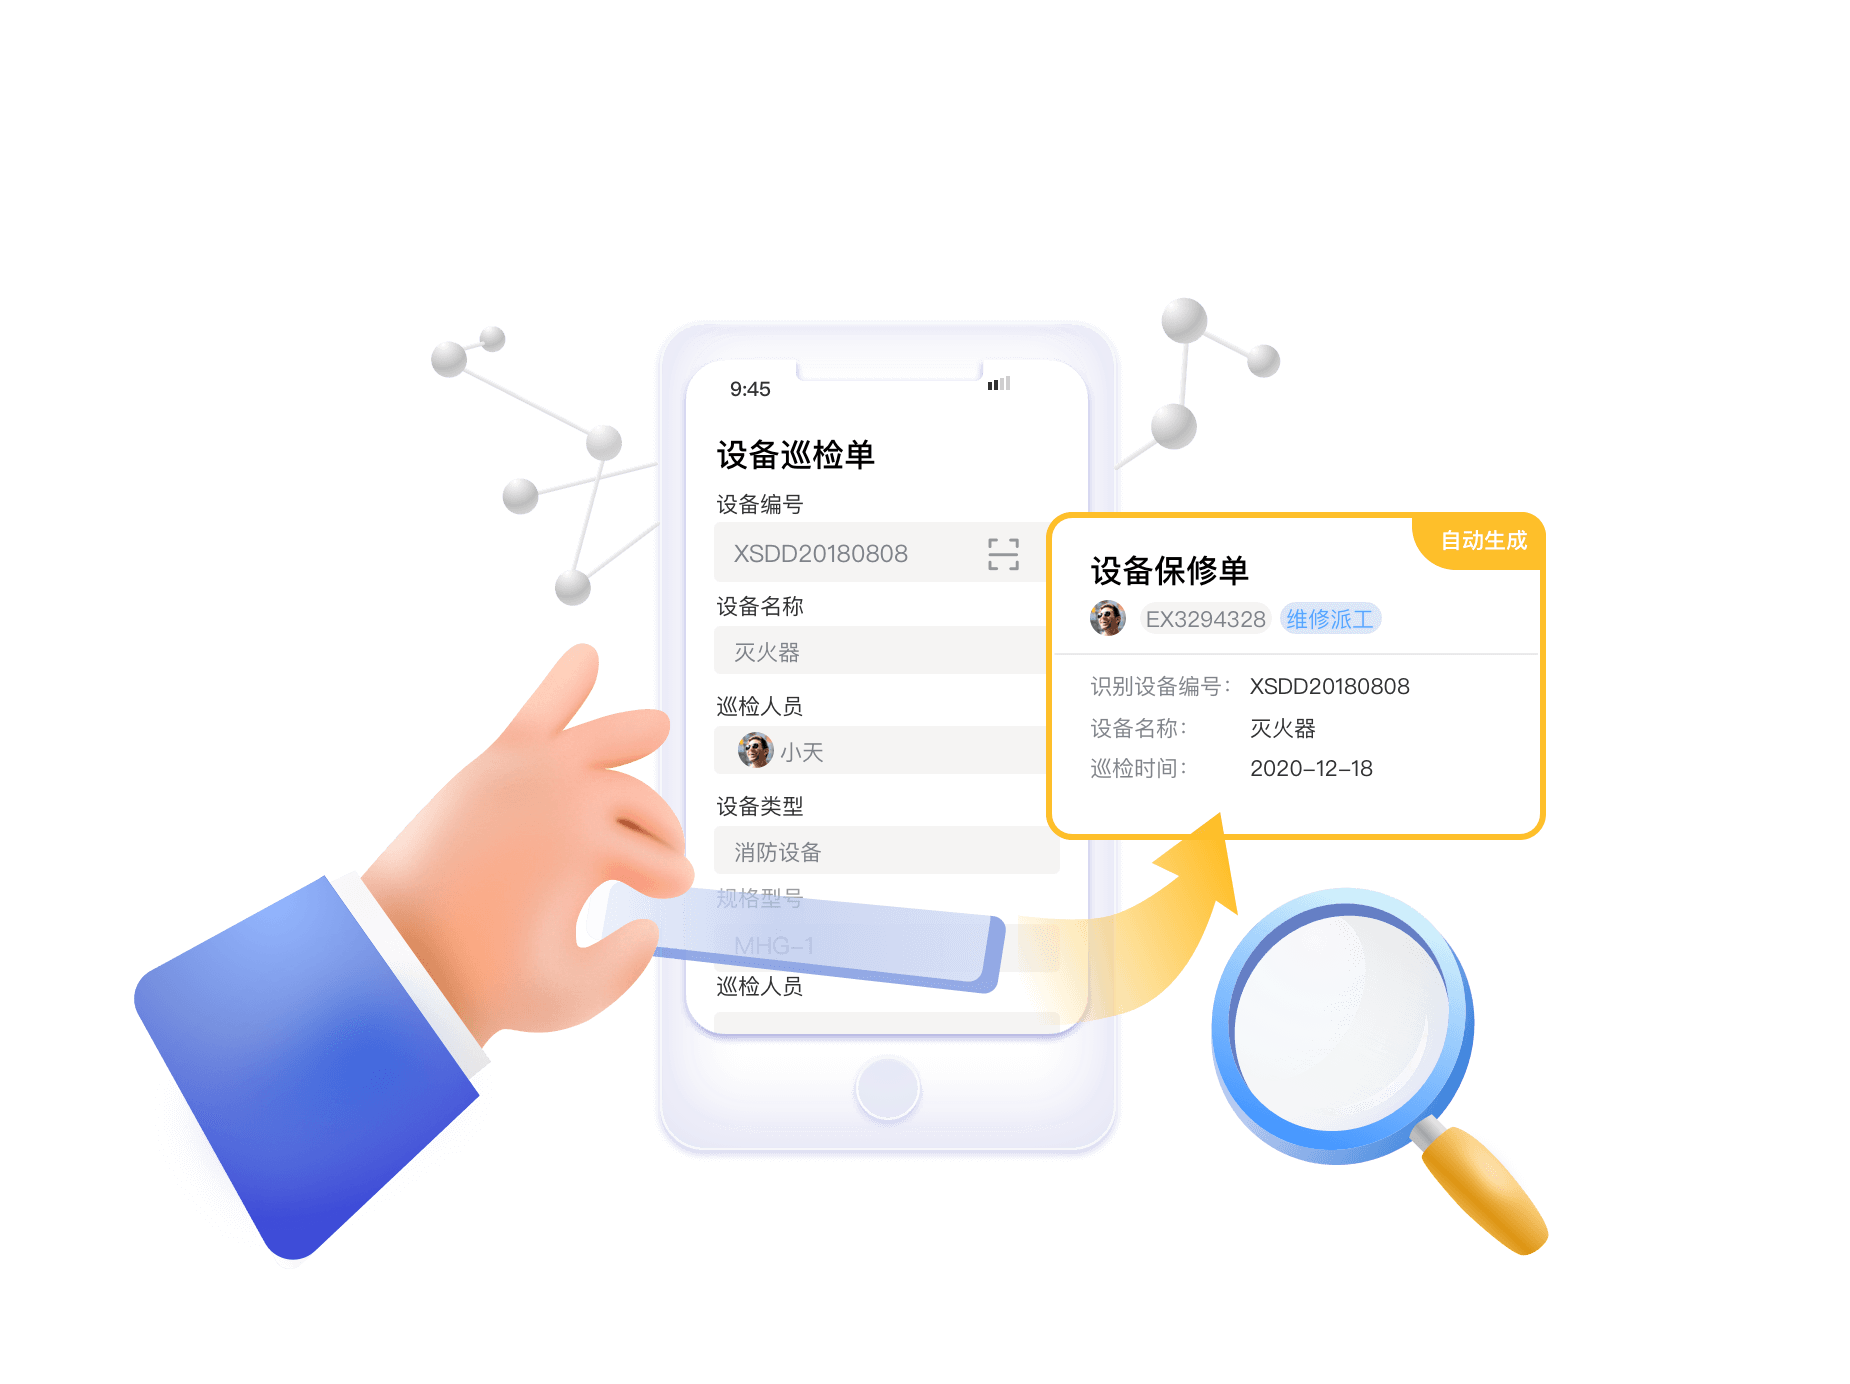 9:45
设备巡检单
设备编号
XSDD20180808
设备名称
灭火器
巡检人员
小天
设备类型
消防设备
规格型号
MHG-1
巡检人员
自动生成
设备保修单
EX3294328 维修派工
识别设备编号： XSDD20180808
设备名称： 灭火器
巡检时间： 2020-12-18